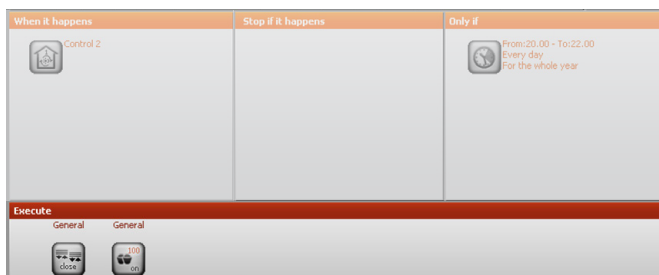 When it happens
Stop if it happens
Only if
Control 2
From:20.00 - To:22.00
Every day
For the whole year
Execute
General
General
close
100
on